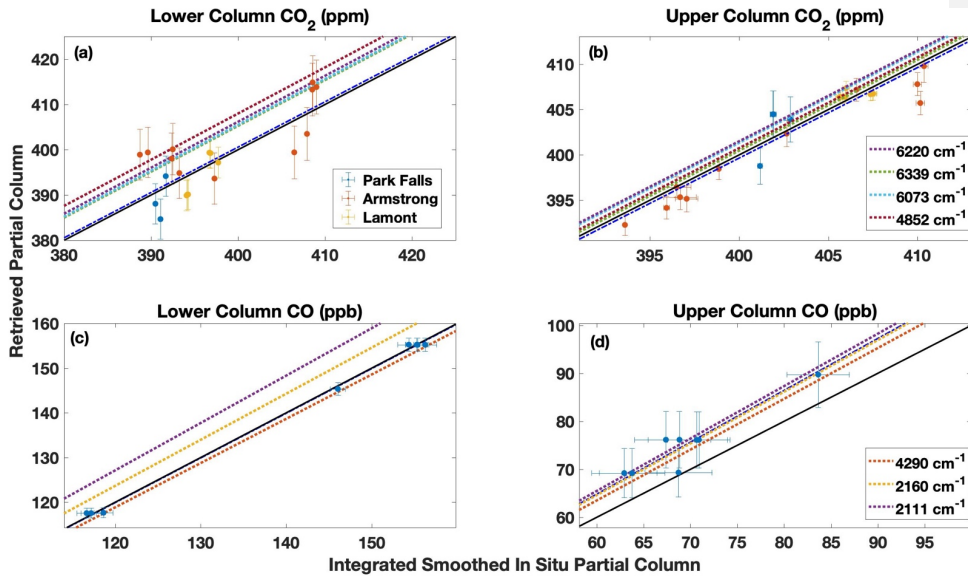 Lower Column CO₂ (ppm)
Upper Column CO₂ (ppm)
(a)
420
410
400
390
380
380
390
400
410
420
Park Falls
Armstrong
Lamont
(b)
410
405
400
395
395
400
405
410
6220 cm⁻¹
6339 cm⁻¹
6073 cm⁻¹
4852 cm⁻¹
Retrieved Partial Column
Lower Column CO (ppb)
Upper Column CO (ppb)
(c)
160
150
140
130
120
120
130
140
150
(d)
100
90
80
70
60
60
65
70
75
80
85
90
95
4290 cm⁻¹
2160 cm⁻¹
2111 cm⁻¹
Integrated Smoothed In Situ Partial Column